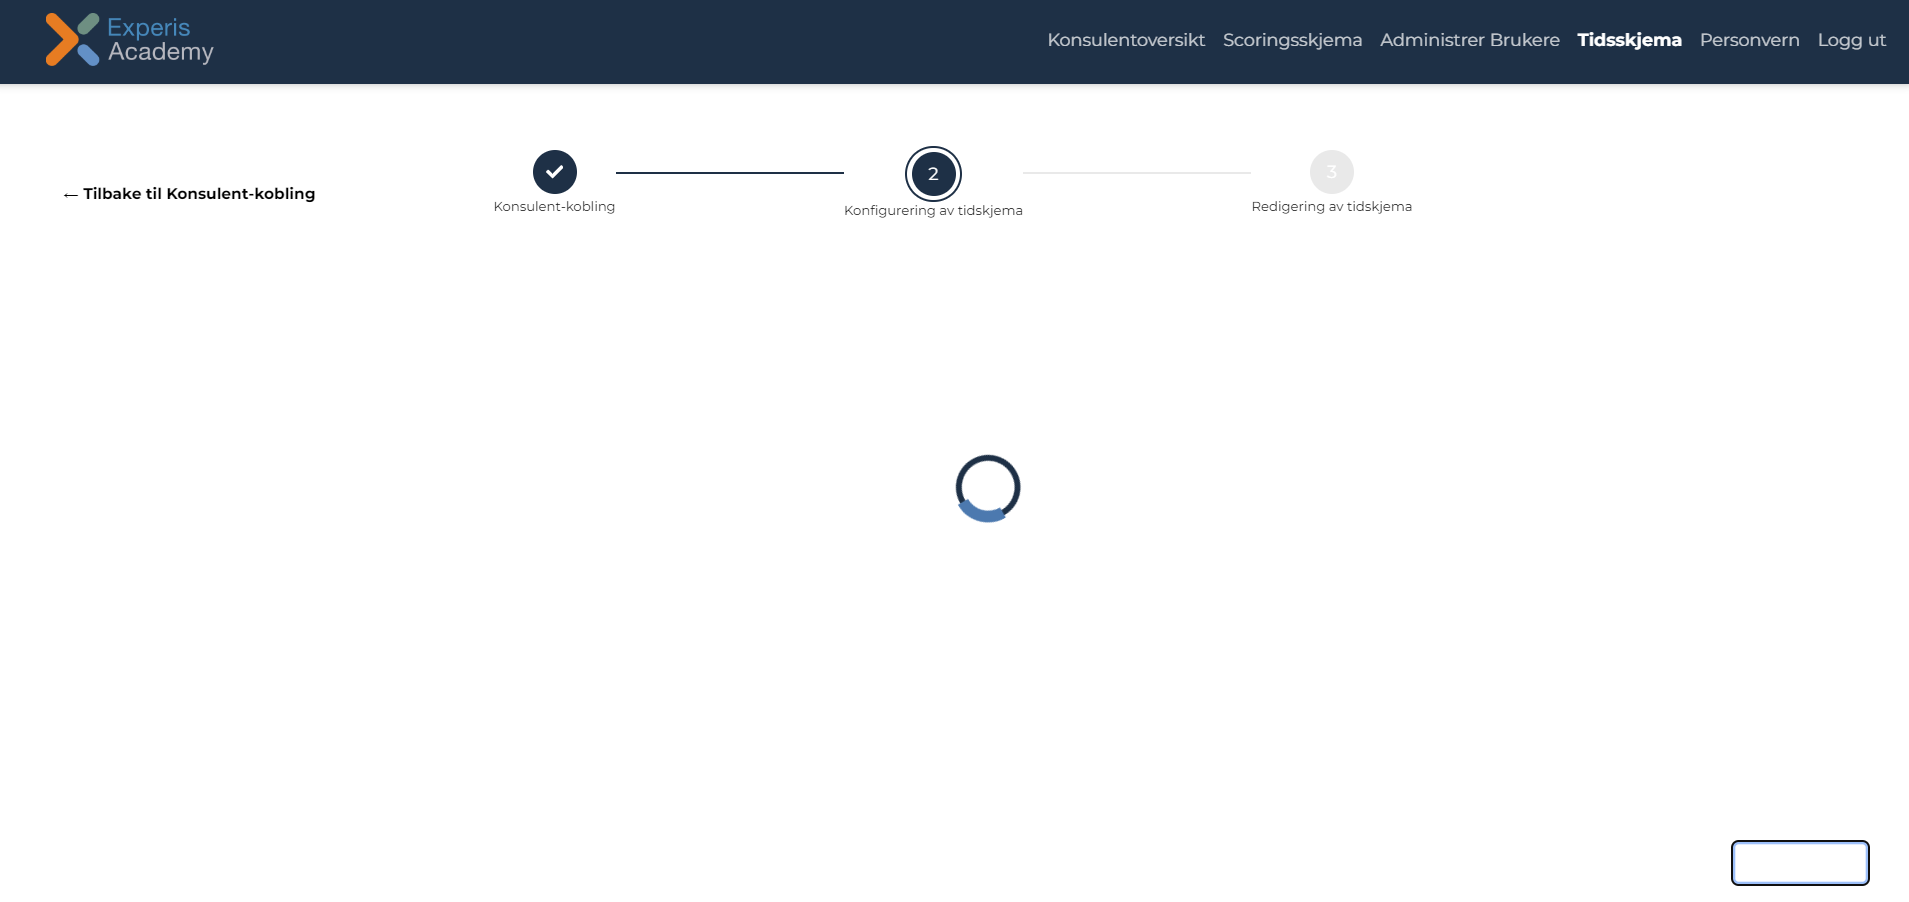 Experis
Academy
Konsulentoversikt
Scoringsskjema
Administrer Brukere
Tidsskjema
Personvern
Logg ut
← Tilbake til Konsulent-kobling
Konsulent-kobling
2
Konfigurering av tidskjema
3
Redigering av tidskjema